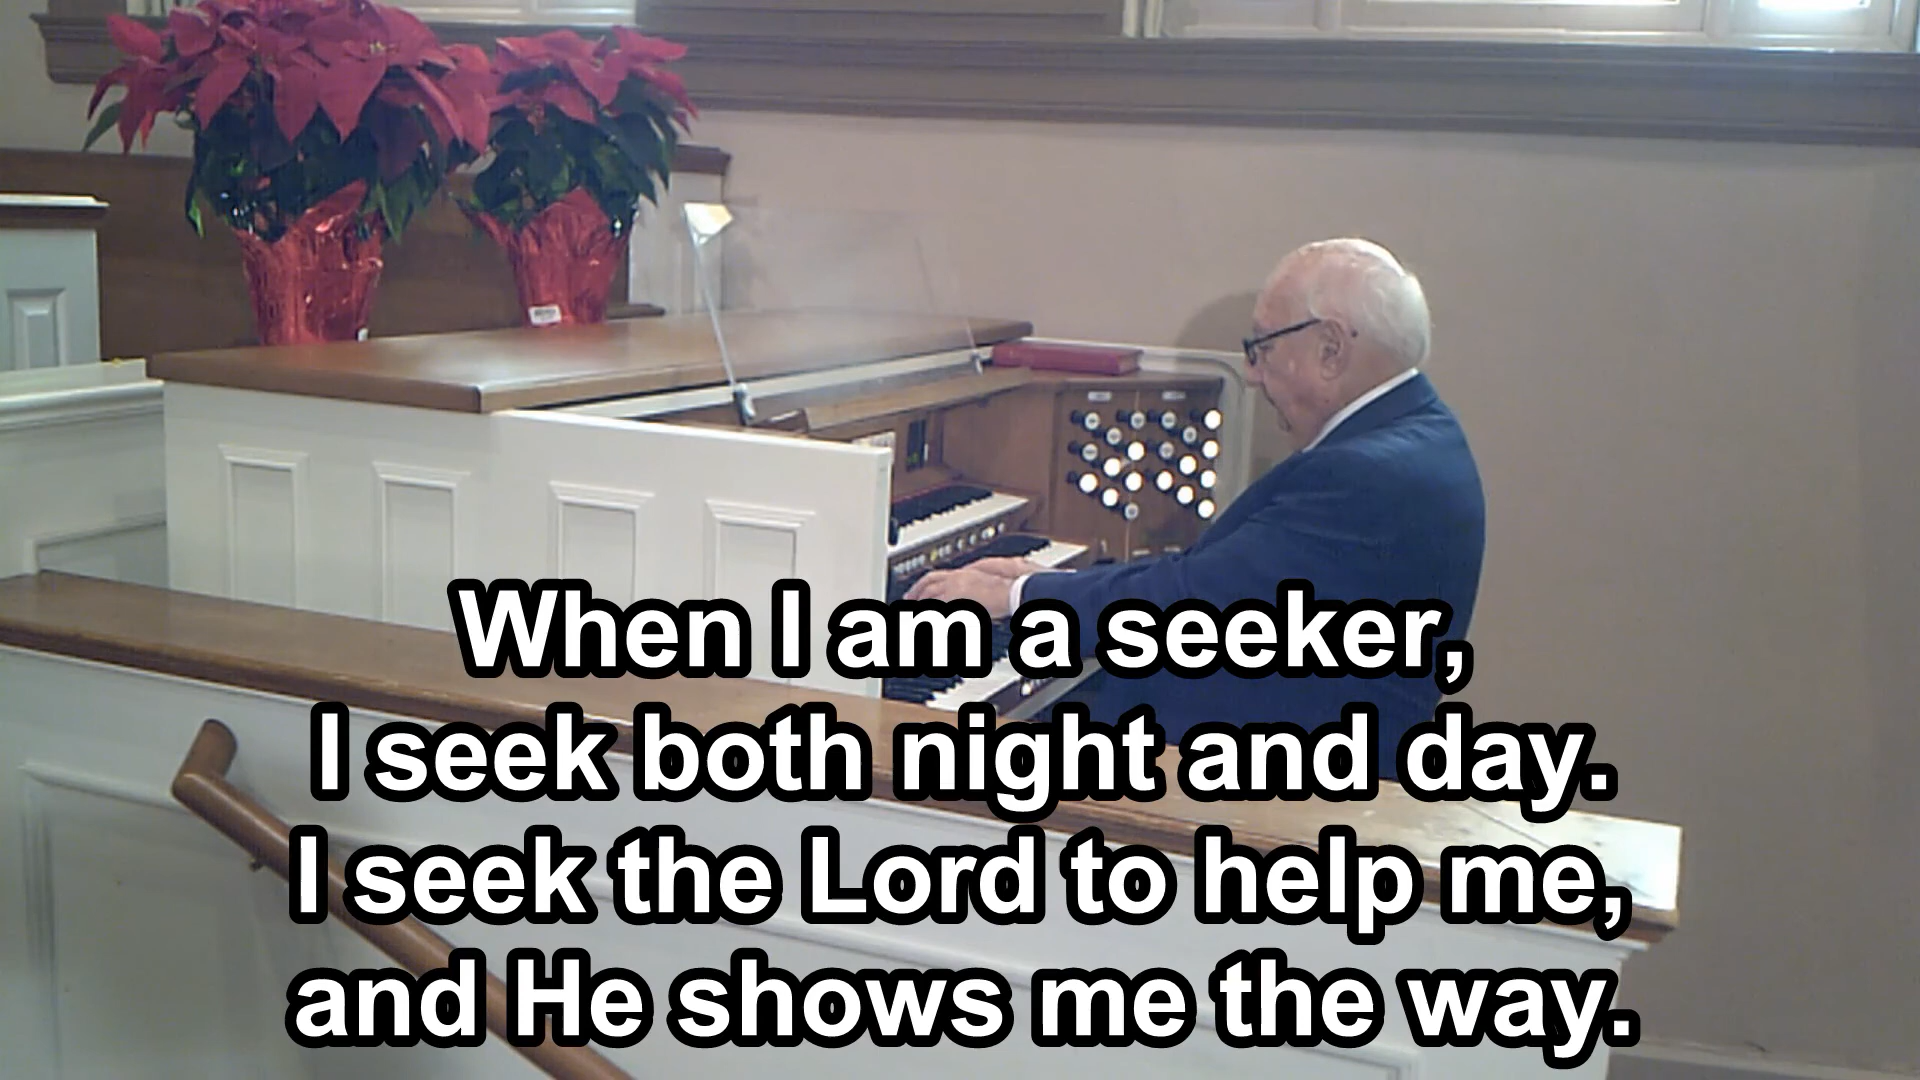 When I am a seeker,
I seek both night and day.
I seek the Lord to help me,
and He shows me the way.